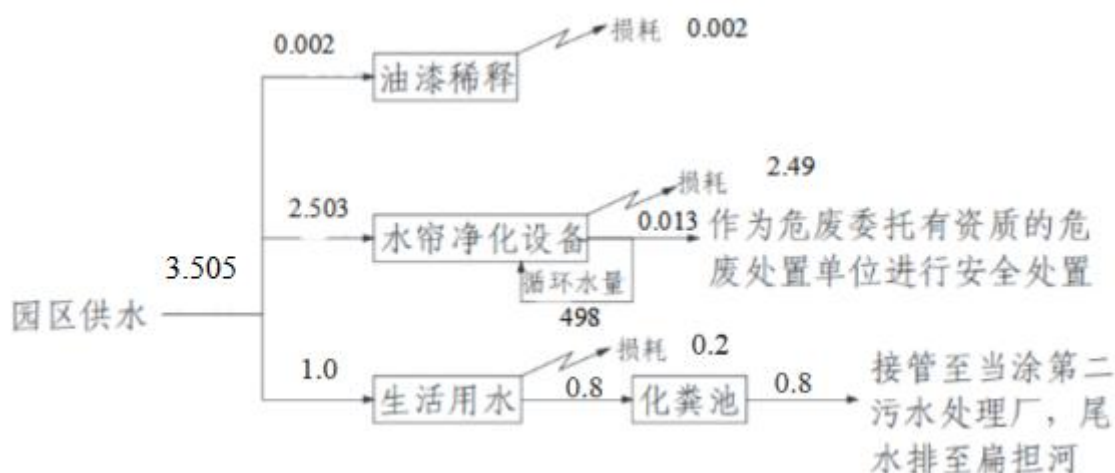 损耗 0.002
0.002
油漆稀释
损耗 2.49
2.503
水帘净化设备
0.013
作为危废委托有资质的危
废处置单位进行安全处置
循环水量
498
3.505
园区供水
损耗 0.2
1.0
生活用水
0.8
化粪池
0.8
接管至当涂第二
污水处理厂，尾
水排至扁担河